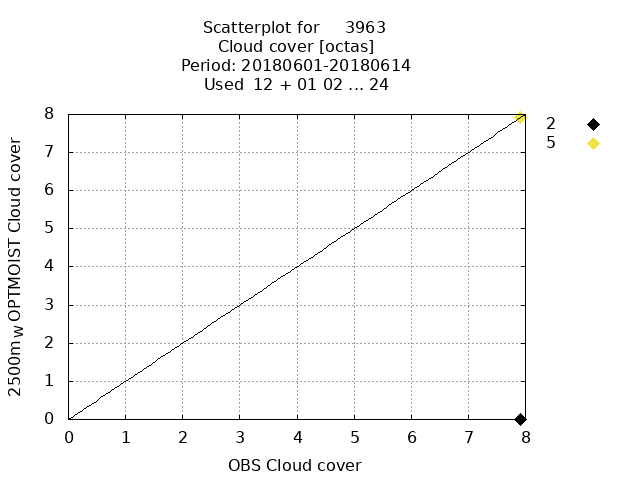 Scatterplot for 3963
Cloud cover [octas]
Period: 20180601-20180614
Used 12 + 01 02 ... 24
2500m_W OPTMOIST Cloud cover
8
7
6
5
4
3
2
1
0
0 1 2 3 4 5 6 7 8
OBS Cloud cover
2
5